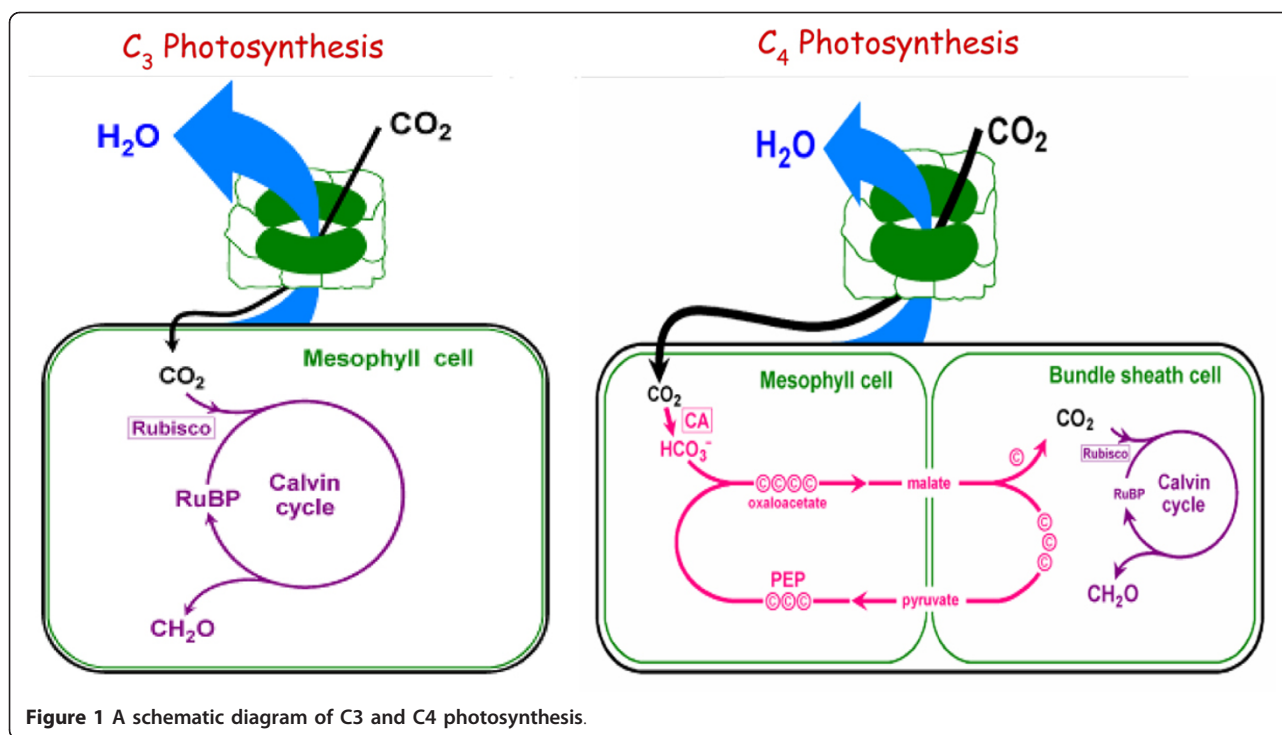 C₃ Photosynthesis
H₂O
CO₂
Mesophyll cell
CO₂
Rubisco
RuBP
Calvin
cycle
CH₂O
C₄ Photosynthesis
H₂O
CO₂
Mesophyll cell
CO₂
CA
HCO₃⁻
©©©©
oxaloacetate
malate
PEP
©©©
pyruvate
Bundle sheath cell
CO₂
©
Rubisco
RuBP
Calvin
cycle
©
©
©
CH₂O
Figure 1 A schematic diagram of C3 and C4 photosynthesis.